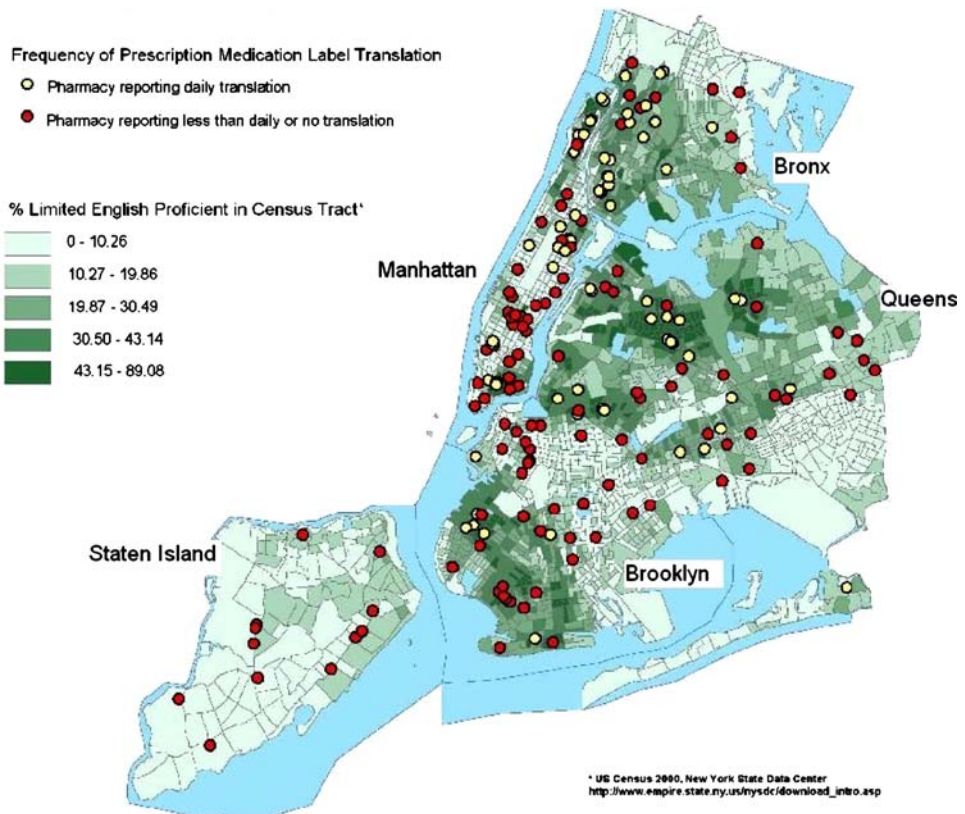 Frequency of Prescription Medication Label Translation
Pharmacy reporting daily translation
Pharmacy reporting less than daily or no translation
% Limited English Proficient in Census Tract*
0 - 10.26
10.27 - 19.86
19.87 - 30.49
30.50 - 43.14
43.15 - 89.08
Bronx
Manhattan
Queens
Staten Island
Brooklyn
* US Census 2000, New York State Data Center
http://www.empire.state.ny.us/nysdc/download_intro.asp